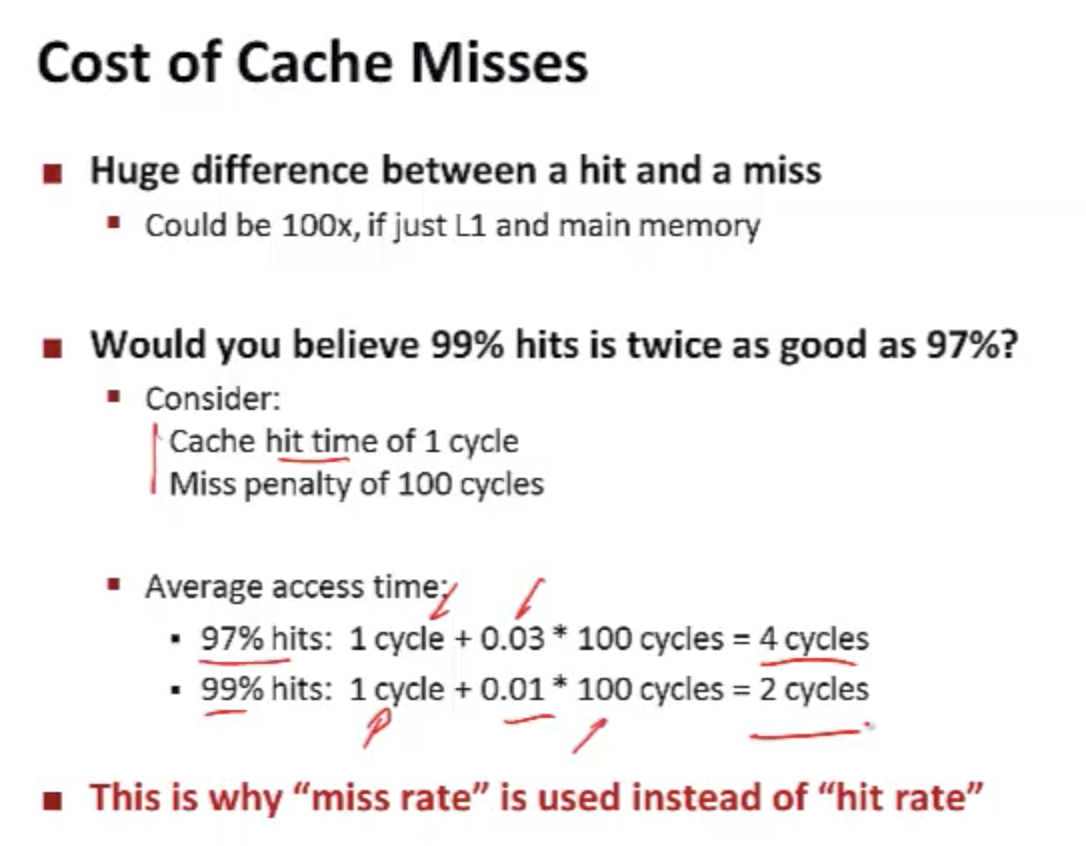 Cost of Cache Misses
■ Huge difference between a hit and a miss
▪ Could be 100x, if just L1 and main memory
■ Would you believe 99% hits is twice as good as 97%?
▪ Consider:
Cache hit time of 1 cycle
Miss penalty of 100 cycles
▪ Average access time:
▪ 97% hits: 1 cycle + 0.03 * 100 cycles = 4 cycles
▪ 99% hits: 1 cycle + 0.01 * 100 cycles = 2 cycles
■ This is why “miss rate” is used instead of “hit rate”